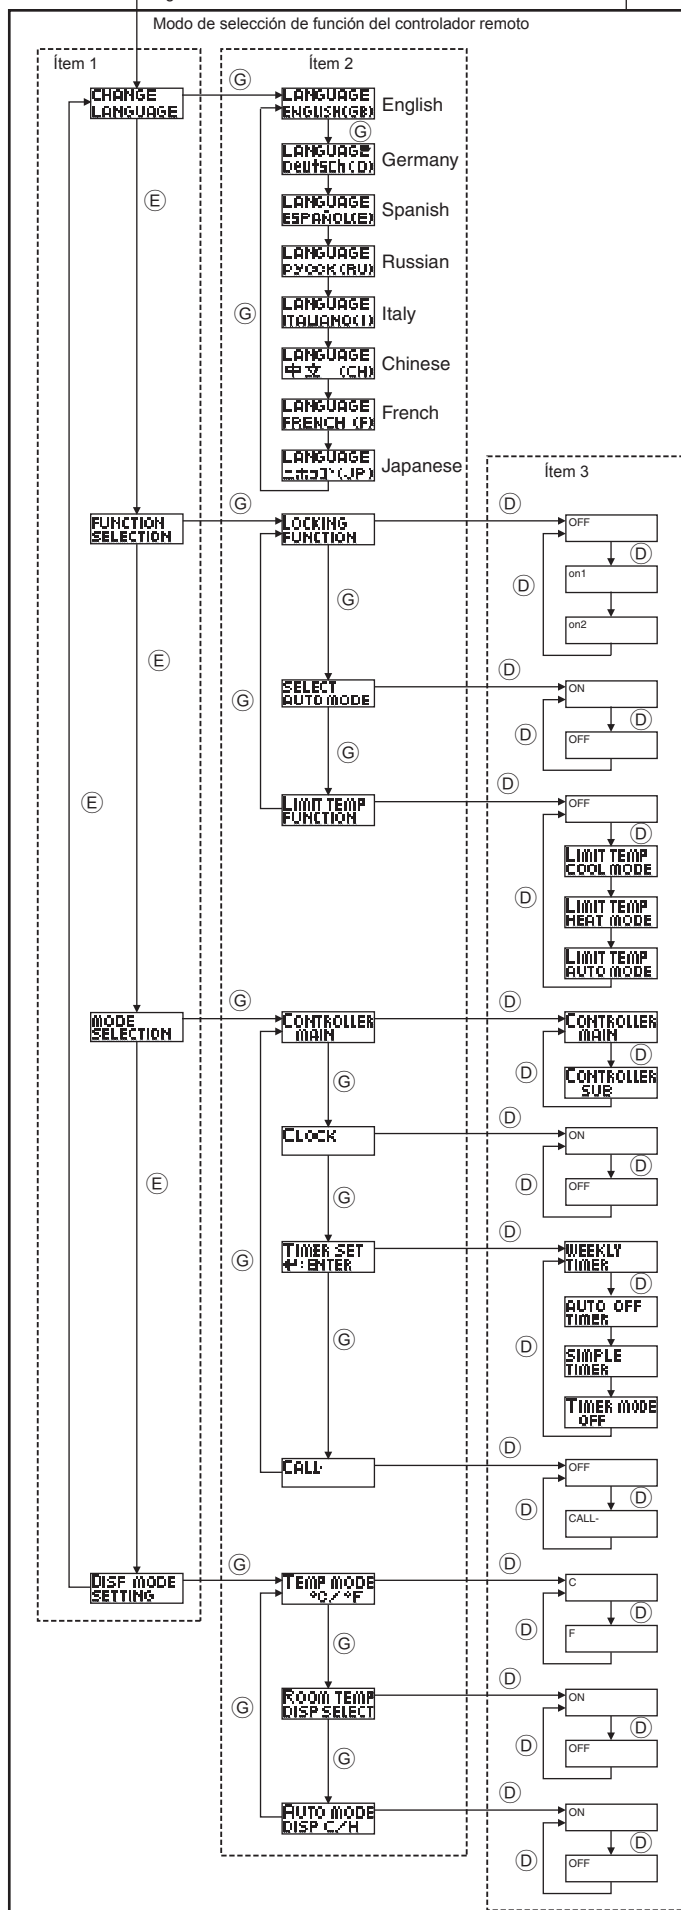 Modo de selección de función del controlador remoto
Ítem 1
Ítem 2
CHANGE
LANGUAGE
G
LANGUAGE
ENGLISH(GB)
English
G
LANGUAGE
Deutsch(D)
Germany
E
LANGUAGE
ESPAÑOL(E)
Spanish
LANGUAGE
(RU)
Russian
G
LANGUAGE
ITALIANO(I)
Italy
LANGUAGE
中文 (CH)
Chinese
LANGUAGE
FRENCH (F)
French
LANGUAGE
(JP)
Japanese
Ítem 3
FUNCTION
SELECTION
G
LOCKING
FUNCTION
D
OFF
D
on1
D
G
on2
E
SELECT
AUTO MODE
D
ON
G
D
D
OFF
G
E
LIMIT TEMP
FUNCTION
D
OFF
D
LIMIT TEMP
COOL MODE
D
LIMIT TEMP
HEAT MODE
LIMIT TEMP
AUTO MODE
MODE
SELECTION
G
CONTROLLER
MAIN
D
CONTROLLER
MAIN
D
D
CONTROLLER
SUB
G
CLOCK
D
ON
D
D
OFF
E
G
TIMER SET
↵:ENTER
D
WEEKLY
TIMER
G
D
AUTO OFF
TIMER
G
D
SIMPLE
TIMER
TIMER MODE
OFF
CALL-
D
OFF
D
D
CALL-
DISP MODE
SETTING
G
TEMP MODE
°C/°F
D
C
D
D
F
G
ROOM TEMP
DISP SELECT
D
ON
G
D
D
OFF
G
AUTO MODE
DISP C/H
D
ON
D
D
OFF